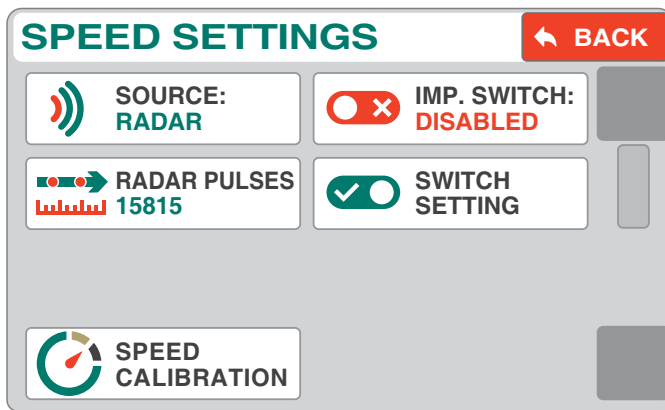 SPEED SETTINGS
BACK
SOURCE:
RADAR
IMP. SWITCH:
DISABLED
RADAR PULSES
15815
SWITCH
SETTING
SPEED
CALIBRATION